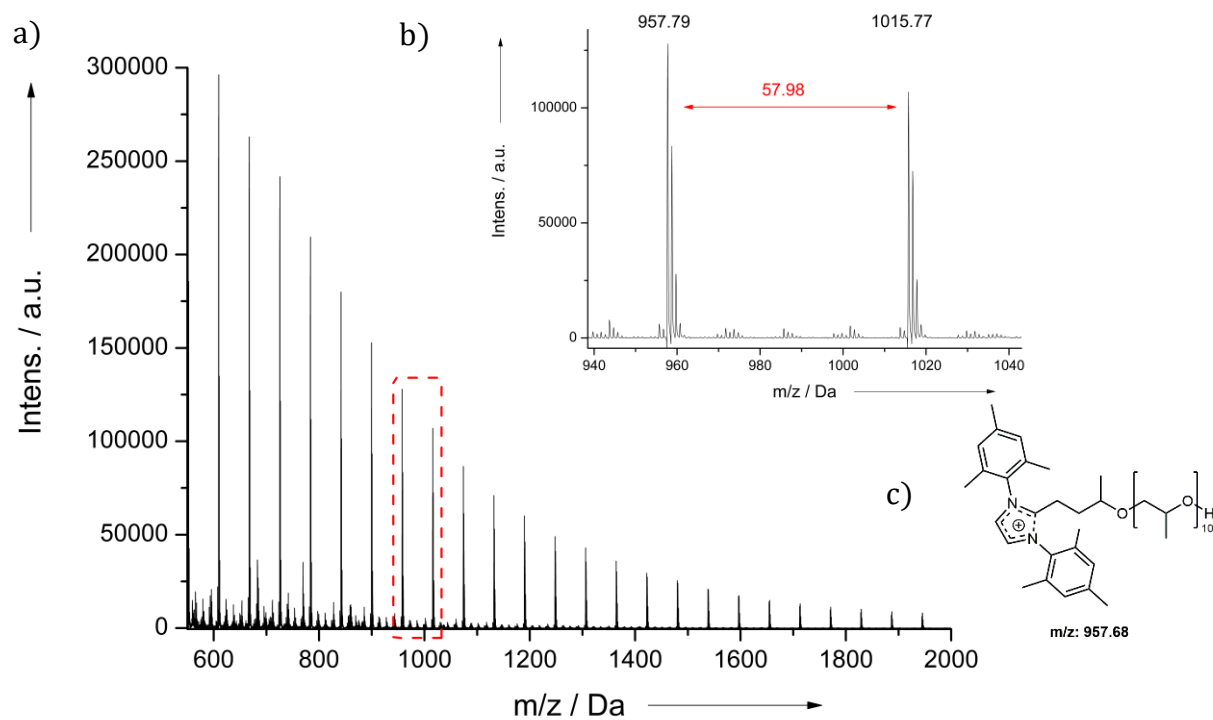 a)
300000
250000
200000
150000
100000
50000
0
Intens. / a.u.
600
800
1000
1200
1400
1600
1800
2000
m/z / Da
b)
957.79
1015.77
57.98
100000
50000
0
Intens. / a.u.
940
960
980
1000
1020
1040
m/z / Da
c)
N
N
O
O
H
10
m/z: 957.68